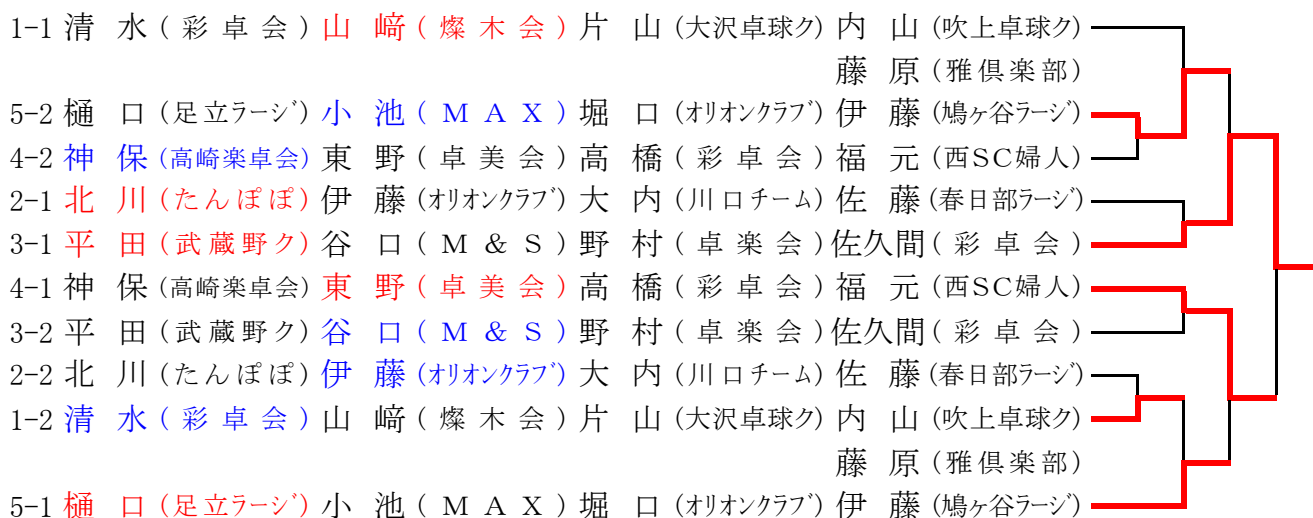 1-1 清 水 ( 彩 卓 会 ) 山 﨑 ( 燦 木 会 ) 片 山 (大沢卓球ク) 内 山 (吹上卓球ク)
藤 原 (雅倶楽部)
5-2 樋 口 (足立ラージ) 小 池 ( M A X ) 堀 口 (オリオンクラブ) 伊 藤 (鳩ヶ谷ラージ)
4-2 神 保 (高崎楽卓会) 東 野 ( 卓 美 会 ) 高 橋 ( 彩 卓 会 ) 福 元 (西SC婦人)
2-1 北 川 (たんぽぽ) 伊 藤 (オリオンクラブ) 大 内 (川口チーム) 佐 藤 (春日部ラージ)
3-1 平 田 (武蔵野ク) 谷 口 ( M & S ) 野 村 ( 卓 楽 会 ) 佐久間 ( 彩 卓 会 )
4-1 神 保 (高崎楽卓会) 東 野 ( 卓 美 会 ) 高 橋 ( 彩 卓 会 ) 福 元 (西SC婦人)
3-2 平 田 (武蔵野ク) 谷 口 ( M & S ) 野 村 ( 卓 楽 会 ) 佐久間 ( 彩 卓 会 )
2-2 北 川 (たんぽぽ) 伊 藤 (オリオンクラブ) 大 内 (川口チーム) 佐 藤 (春日部ラージ)
1-2 清 水 ( 彩 卓 会 ) 山 﨑 ( 燦 木 会 ) 片 山 (大沢卓球ク) 内 山 (吹上卓球ク)
藤 原 (雅倶楽部)
5-1 樋 口 (足立ラージ) 小 池 ( M A X ) 堀 口 (オリオンクラブ) 伊 藤 (鳩ヶ谷ラージ)